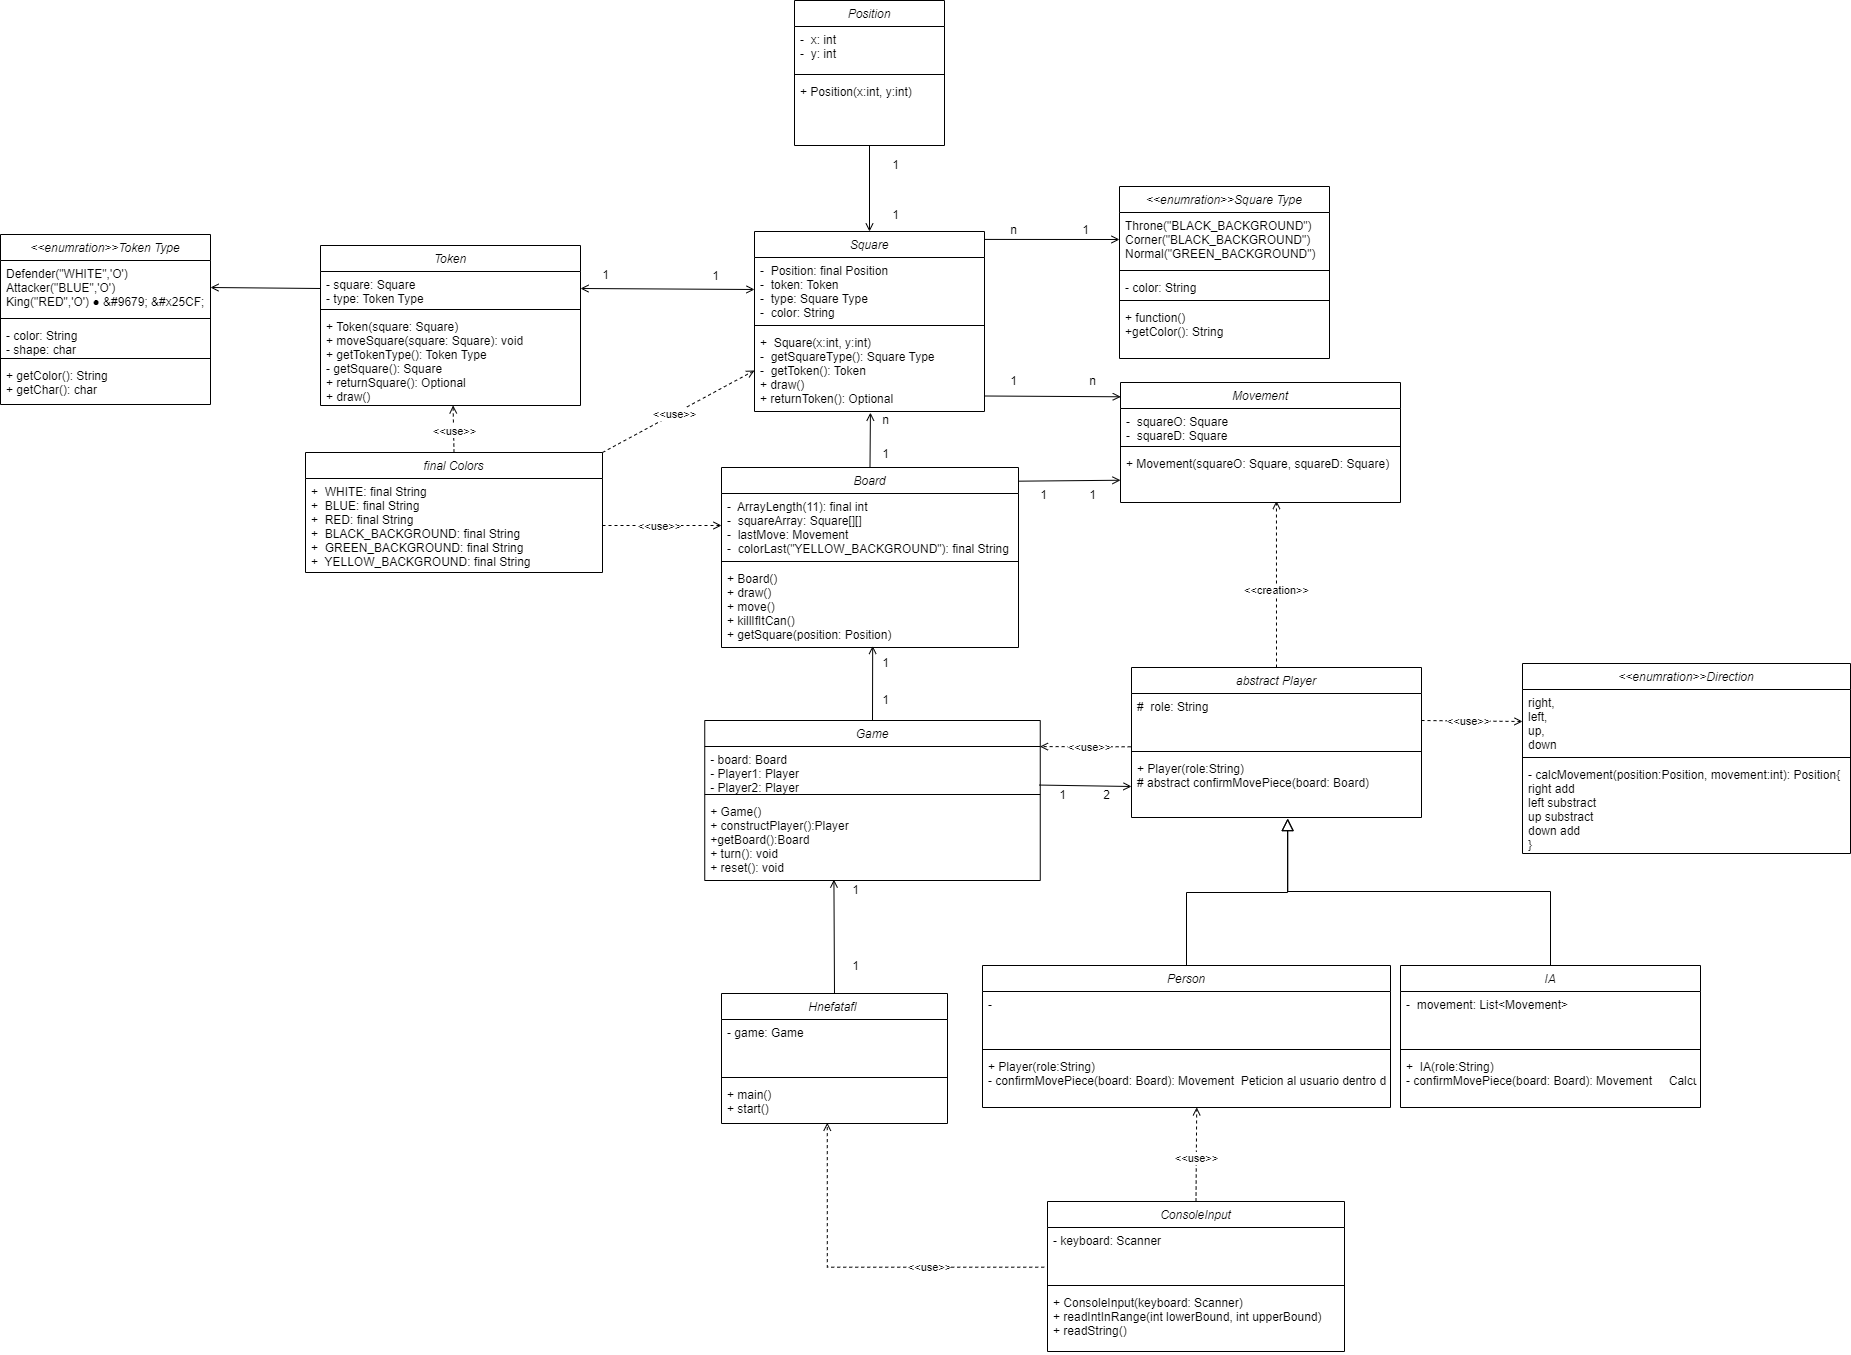 Position
- x: int
- y: int
+ Position(x:int, y:int)
1
1
<<enumration>>Square Type
Throne("BLACK_BACKGROUND")
Corner("BLACK_BACKGROUND")
Normal("GREEN_BACKGROUND")
- color: String
+ function()
+getColor(): String
<<enumration>>Token Type
Defender("WHITE",'O')
Attacker("BLUE",'O')
King("RED",'O') ● &#9679; &#x25CF;
- color: String
- shape: char
+ getColor(): String
+ getChar(): char
Token
- square: Square
- type: Token Type
+ Token(square: Square)
+ moveSquare(square: Square): void
+ getTokenType(): Token Type
- getSquare(): Square
+ returnSquare(): Optional
+ draw()
1
1
Square
- Position: final Position
- token: Token
- type: Square Type
- color: String
+ Square(x:int, y:int)
- getSquareType(): Square Type
- getToken(): Token
+ draw()
+ returnToken(): Optional
n
1
1
n
Movement
- squareO: Square
- squareD: Square
+ Movement(squareO: Square, squareD: Square)
<<use>>
<<use>>
n
1
final Colors
+ WHITE: final String
+ BLUE: final String
+ RED: final String
+ BLACK_BACKGROUND: final String
+ GREEN_BACKGROUND: final String
+ YELLOW_BACKGROUND: final String
<<use>>
Board
- ArrayLength(11): final int
- squareArray: Square[][]
- lastMove: Movement
- colorLast("YELLOW_BACKGROUND"): final String
+ Board()
+ draw()
+ move()
+ killIfItCan()
+ getSquare(position: Position)
1
1
<<creation>>
1
1
Game
- board: Board
- Player1: Player
- Player2: Player
+ Game()
+ constructPlayer():Player
+getBoard():Board
+ turn(): void
+ reset(): void
<<use>>
1
2
abstract Player
# role: String
+ Player(role:String)
# abstract confirmMovePiece(board: Board)
<<use>>
<<enumration>>Direction
right,
left,
up,
down
- calcMovement(position:Position, movement:int): Position{
right add
left substract
up substract
down add
}
1
1
Hnefatafl
- game: Game
+ main()
+ start()
Person
-
+ Player(role:String)
- confirmMovePiece(board: Board): Movement Peticion al usuario dentro d
IA
- movement: List<Movement>
+ IA(role:String)
- confirmMovePiece(board: Board): Movement
<<use>>
<<use>>
ConsoleInput
- keyboard: Scanner
+ ConsoleInput(keyboard: Scanner)
+ readIntInRange(int lowerBound, int upperBound)
+ readString()